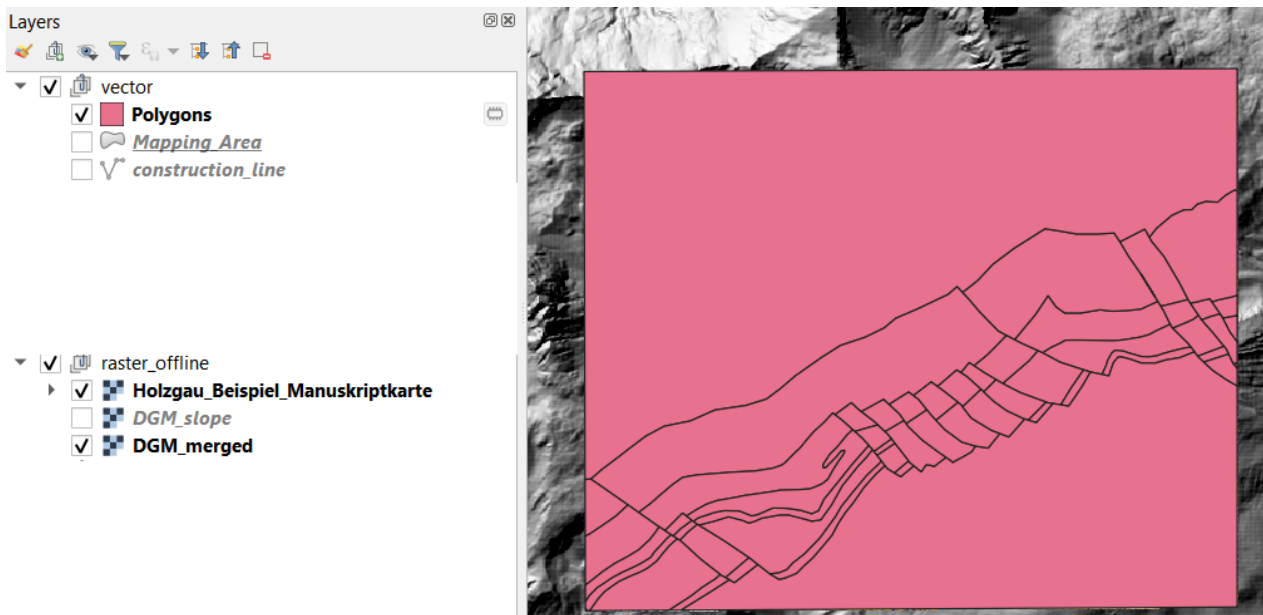 Layers
vector
Polygons
Mapping_Area
construction_line
raster_offline
Holzgau_Beispiel_Manuskriptkarte
DGM_slope
DGM_merged